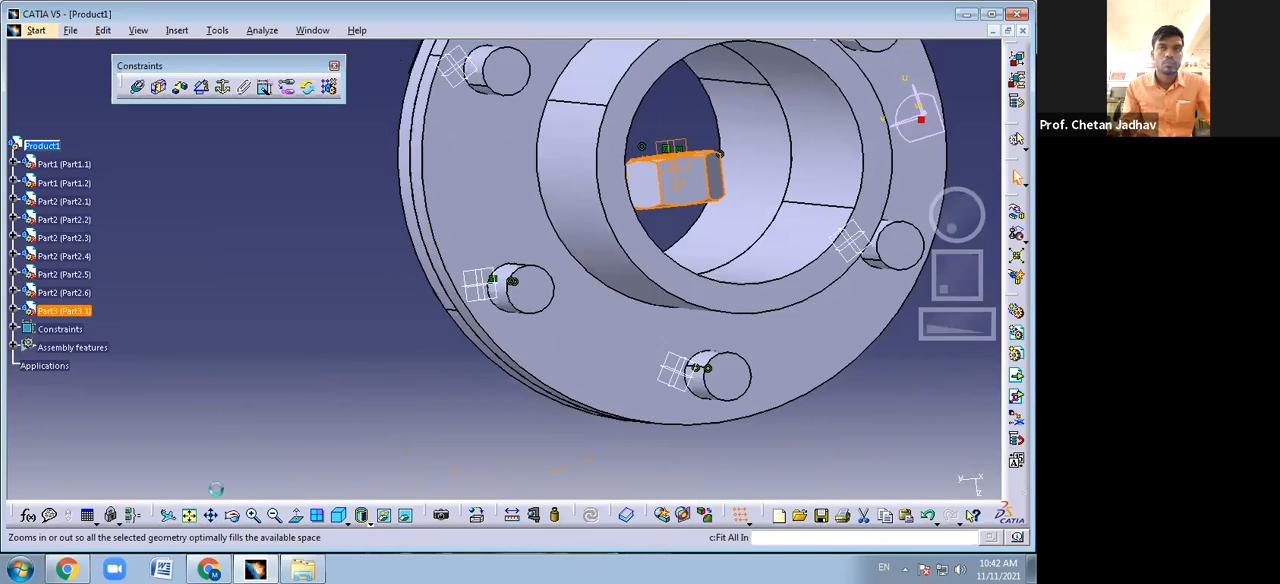 CATIA V5 - [Product1]
Start File Edit View Insert Tools Analyze Window Help
Prof. Chetan Jadhav
Constraints
Product1
Part1 (Part1.1)
Part1 (Part1.2)
Part2 (Part2.1)
Part2 (Part2.2)
Part2 (Part2.3)
Part2 (Part2.4)
Part2 (Part2.5)
Part2 (Part2.6)
Part3 (Part3.1)
Constraints
Assembly features
Applications
f(x)
CATIA
Zooms in or out so all the selected geometry optimally fills the available space
c:Fit All In
EN
10:42 AM
11/11/2021